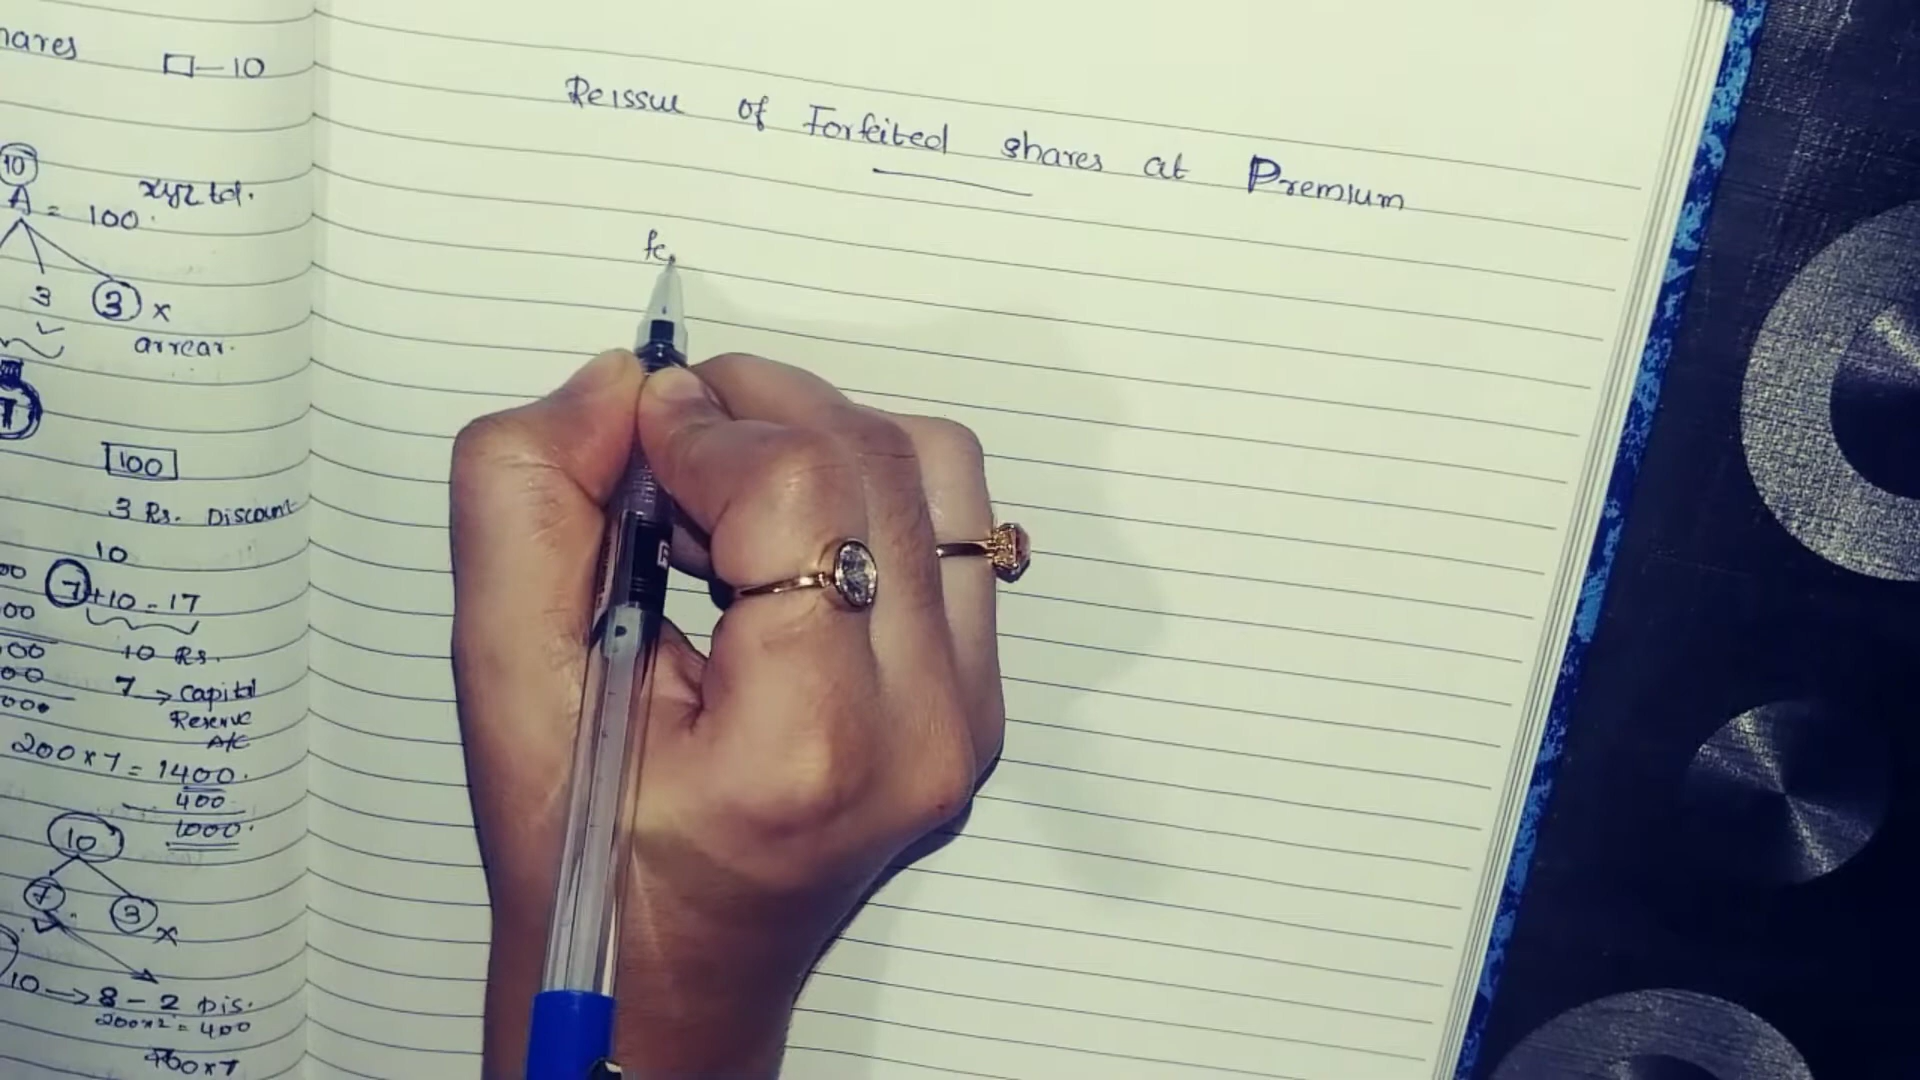 hares
□—10
10
A = 100
xyz ltd.
3 3 x
arrear.
7
100
3 Rs. Discount
10
7+10=17
10 Rs.
7 → capital
Reserve
A/c
200×7=1400.
400
1000.
10
7. 3 x
10→8-2 Dis.
200×2=400
Reissue of Forfeited shares at Premium
fe